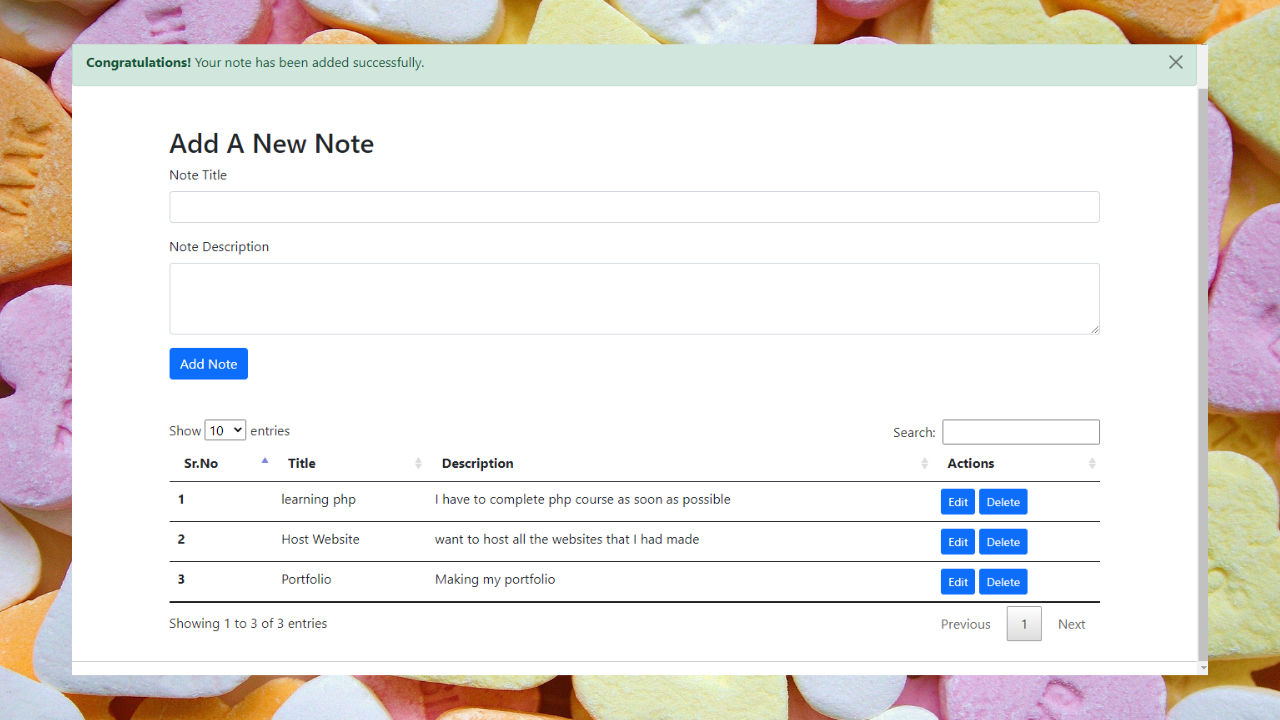 Congratulations! Your note has been added successfully.
Add A New Note
Note Title
Note Description
Add Note
Show 10 entries
Search:
Sr.No Title Description Actions
1 learning php I have to complete php course as soon as possible Edit Delete
2 Host Website want to host all the websites that I had made Edit Delete
3 Portfolio Making my portfolio Edit Delete
Showing 1 to 3 of 3 entries
Previous 1 Next